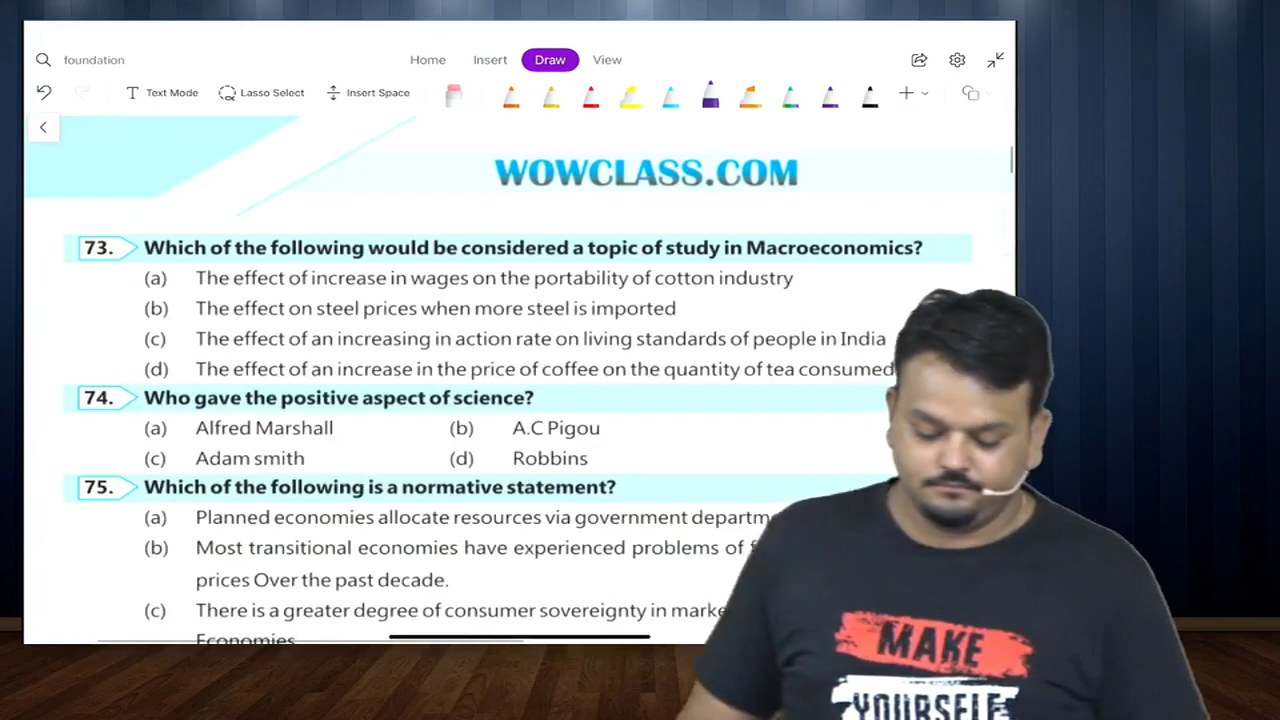 foundation
Home Insert Draw View
Text Mode Lasso Select Insert Space
WOWCLASS.COM
73. Which of the following would be considered a topic of study in Macroeconomics?
(a) The effect of increase in wages on the portability of cotton industry
(b) The effect on steel prices when more steel is imported
(c) The effect of an increasing in action rate on living standards of people in India
(d) The effect of an increase in the price of coffee on the quantity of tea consumed
74. Who gave the positive aspect of science?
(a) Alfred Marshall (b) A.C Pigou
(c) Adam smith (d) Robbins
75. Which of the following is a normative statement?
(a) Planned economies allocate resources via government
(b) Most transitional economies have experienced problems of
prices Over the past decade.
(c) There is a greater degree of consumer sovereignty in
Economies
MAKE
YOURSELF